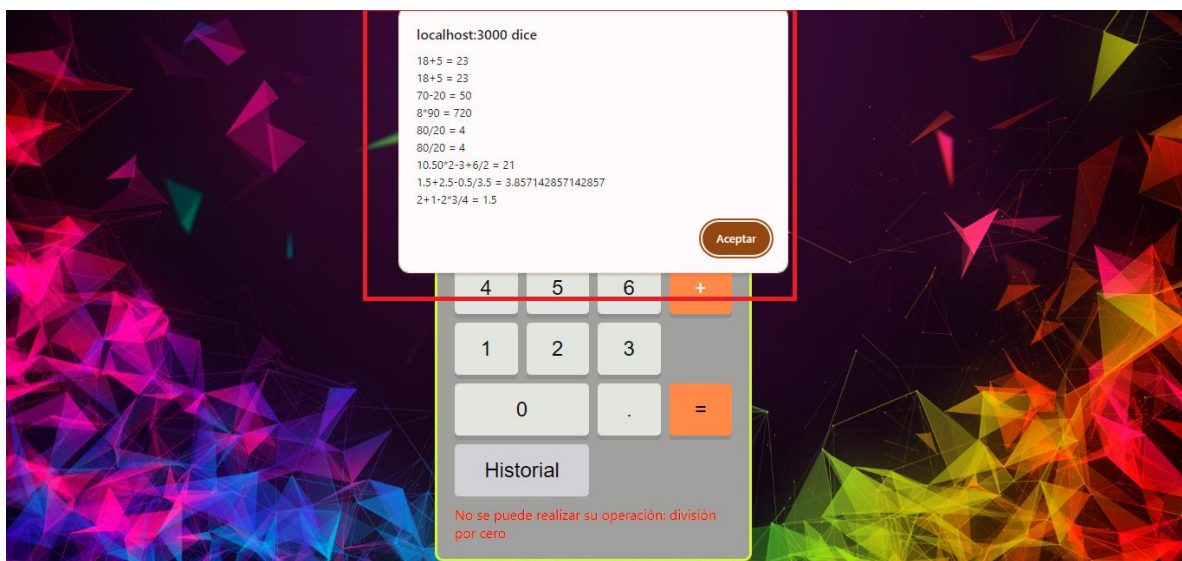 localhost:3000 dice
18+5 = 23
18+5 = 23
70-20 = 50
8*90 = 720
80/20 = 4
80/20 = 4
10.50*2-3+6/2 = 21
1.5+2.5-0.5/3.5 = 3.857142857142857
2+1-2*3/4 = 1.5
Aceptar
4 5 6 +
1 2 3
0 . =
Historial
No se puede realizar su operación: división
por cero